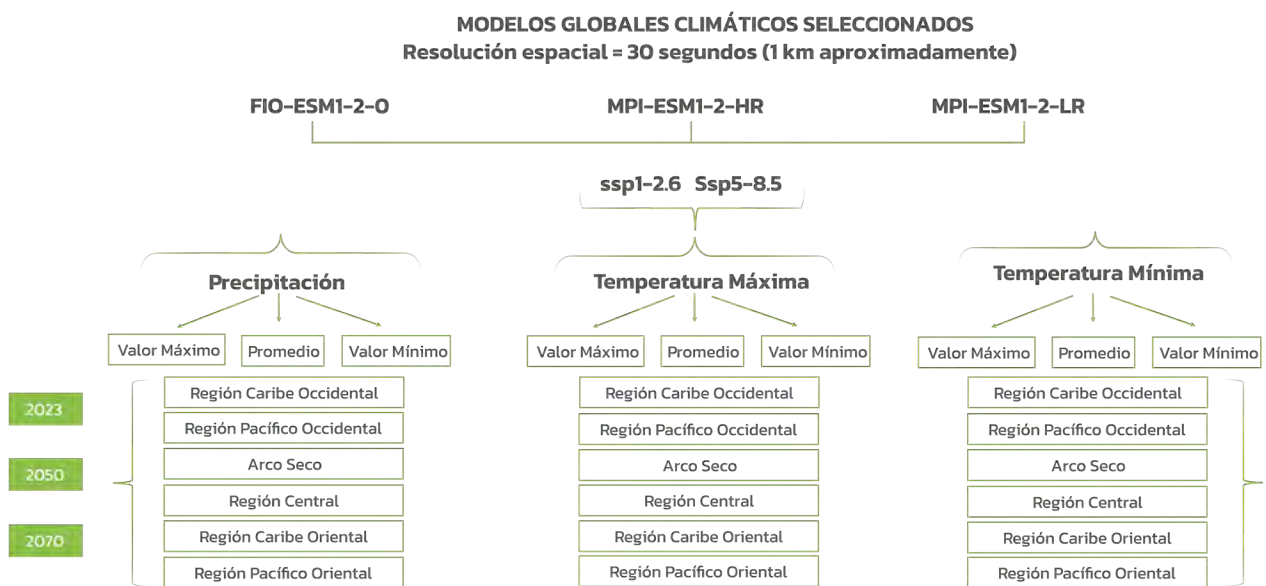 MODELOS GLOBALES CLIMÁTICOS SELECCIONADOS
Resolución espacial = 30 segundos (1 km aproximadamente)
FIO-ESM1-2-0 MPI-ESM1-2-HR MPI-ESM1-2-LR
ssp1-2.6 Ssp5-8.5
Precipitación Temperatura Máxima Temperatura Mínima
Valor Máximo Promedio Valor Mínimo Valor Máximo Promedio Valor Mínimo Valor Máximo Promedio Valor Mínimo
2023
2050
2070
Región Caribe Occidental
Región Pacífico Occidental
Arco Seco
Región Central
Región Caribe Oriental
Región Pacífico Oriental
Región Caribe Occidental
Región Pacífico Occidental
Arco Seco
Región Central
Región Caribe Oriental
Región Pacífico Oriental
Región Caribe Occidental
Región Pacífico Occidental
Arco Seco
Región Central
Región Caribe Oriental
Región Pacífico Oriental